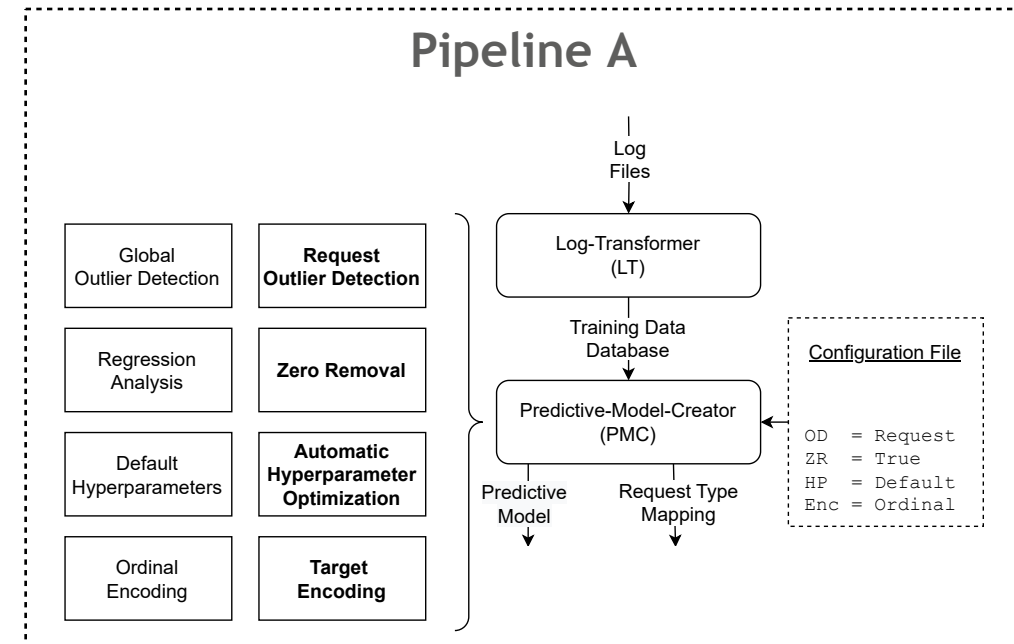 Pipeline A
Log
Files
Global
Outlier Detection
Request
Outlier Detection
Log-Transformer
(LT)
Regression
Analysis
Zero Removal
Training Data
Database
Configuration File
Default
Hyperparameters
Automatic
Hyperparameter
Optimization
Predictive-Model-Creator
(PMC)
OD = Request
ZR = True
HP = Default
Enc = Ordinal
Predictive
Model
Request Type
Mapping
Ordinal
Encoding
Target
Encoding